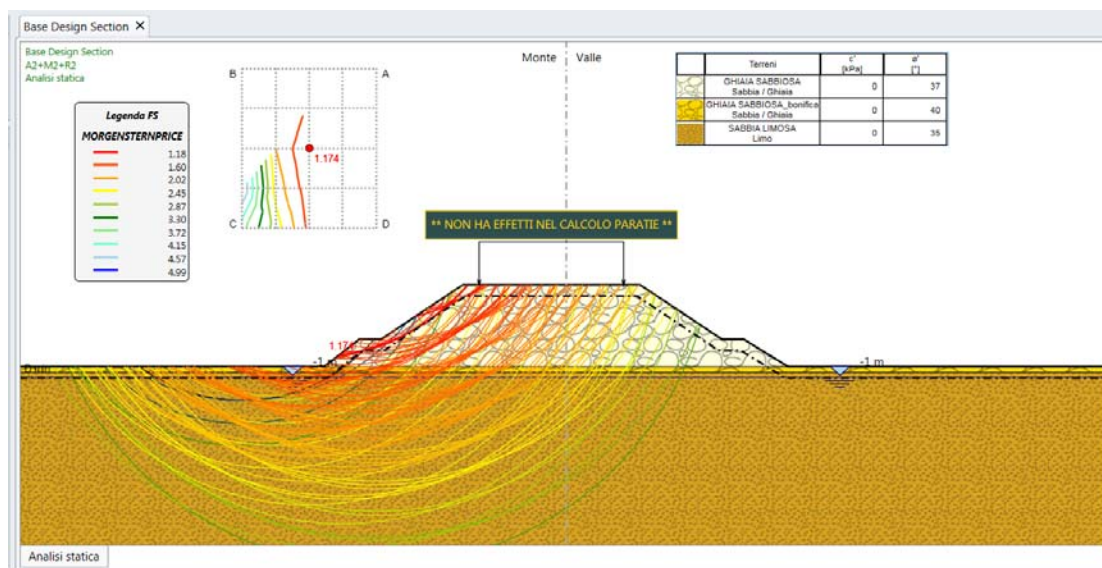 Base Design Section ✕
Base Design Section
A2+M2+R2
Analisi statica
Monte
Valle
B
A
C
D
1.174
Legenda FS
MORGENSTERNPRICE
1.18
1.60
2.02
2.45
2.87
3.30
3.72
4.15
4.57
4.99
Terreni c' [kPa] ø' [°]
GHIAIA SABBIOSA
Sabbia / Ghiaia 0 37
GHIAIA SABBIOSA_bonifica
Sabbia / Ghiaia 0 40
SABBIA LIMOSA
Limo 0 35
** NON HA EFFETTI NEL CALCOLO PARATIE **
-1 m
-1 m
Analisi statica